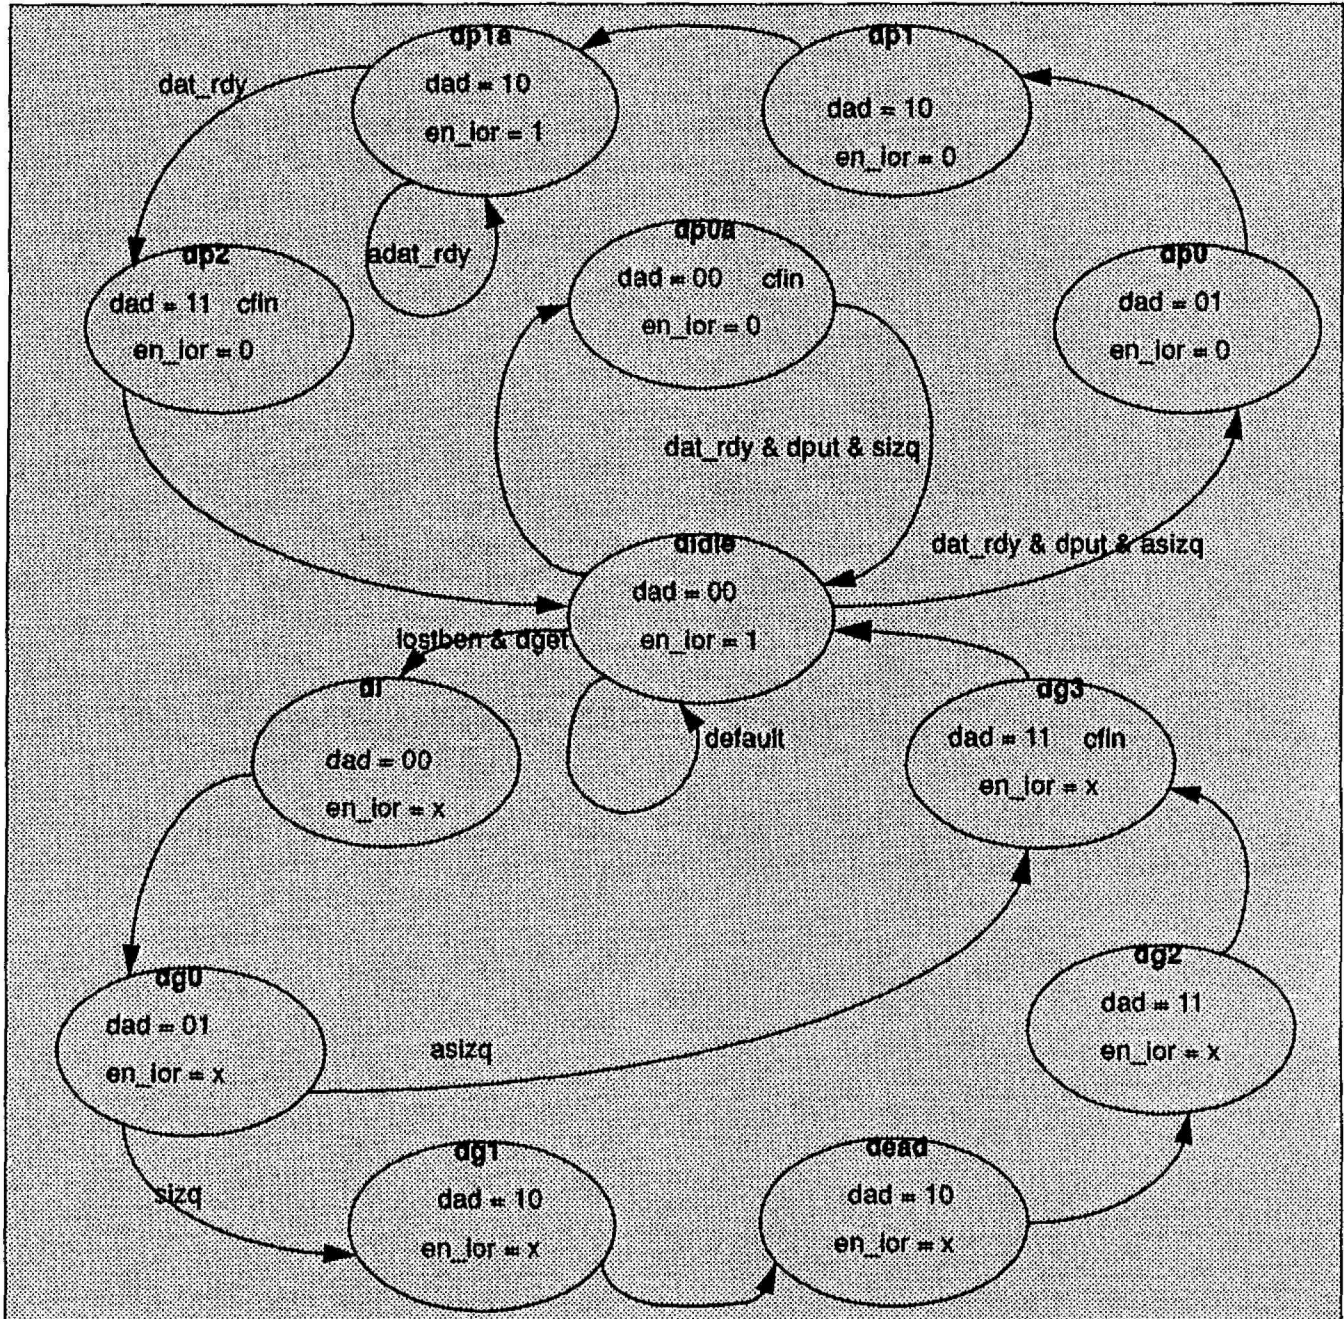 dp1a
dad = 10
en_ior = 1
dp1
dad = 10
en_ior = 0
dat_rdy
adat_rdy
dp2
dad = 11 cfin
en_ior = 0
dp0a
dad = 00 cfin
en_ior = 0
dp0
dad = 01
en_ior = 0
dat_rdy & dput & sizq
dat_rdy & dput & asizq
didle
dad = 00
en_ior = 1
iostben & dget
default
di
dad = 00
en_ior = x
dg3
dad = 11 cfin
en_ior = x
dg0
dad = 01
en_ior = x
asizq
dg2
dad = 11
en_ior = x
sizq
dg1
dad = 10
en_ior = x
dead
dad = 10
en_ior = x